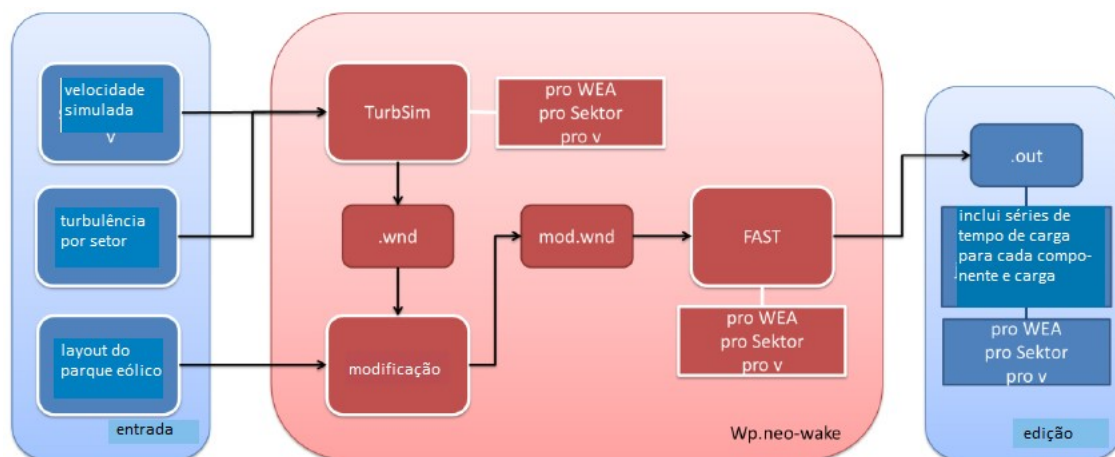 velocidade
simulada
v
turbulência
por setor
layout do
parque eólico
entrada
TurbSim
pro WEA
pro Sektor
pro v
.wnd
mod.wnd
FAST
modificação
pro WEA
pro Sektor
pro v
Wp.neo-wake
.out
inclui séries de
tempo de carga
para cada compo-
nente e carga
pro WEA
pro Sektor
pro v
edição